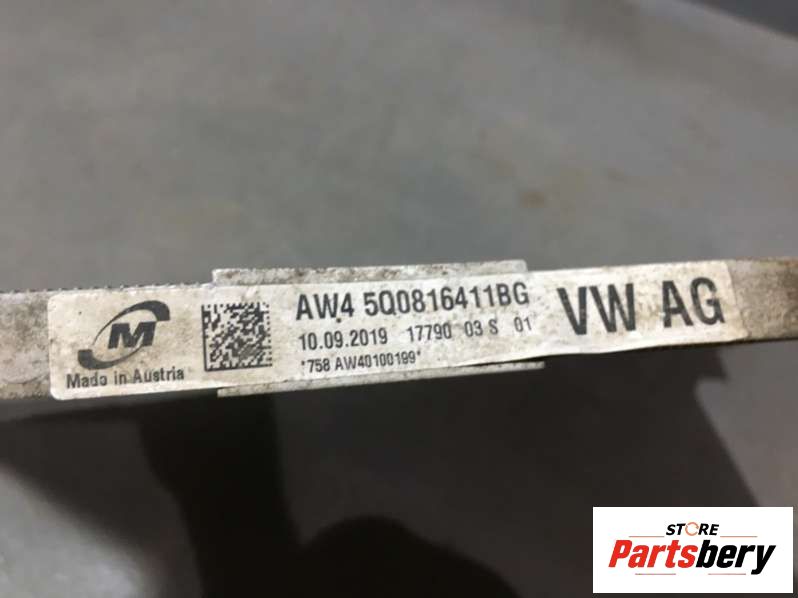 M
Made in Austria
AW4 5Q0816411BG
10.09.2019 17790 03 S 01
*758 AW40100199*
VW AG
STORE
Partsbery